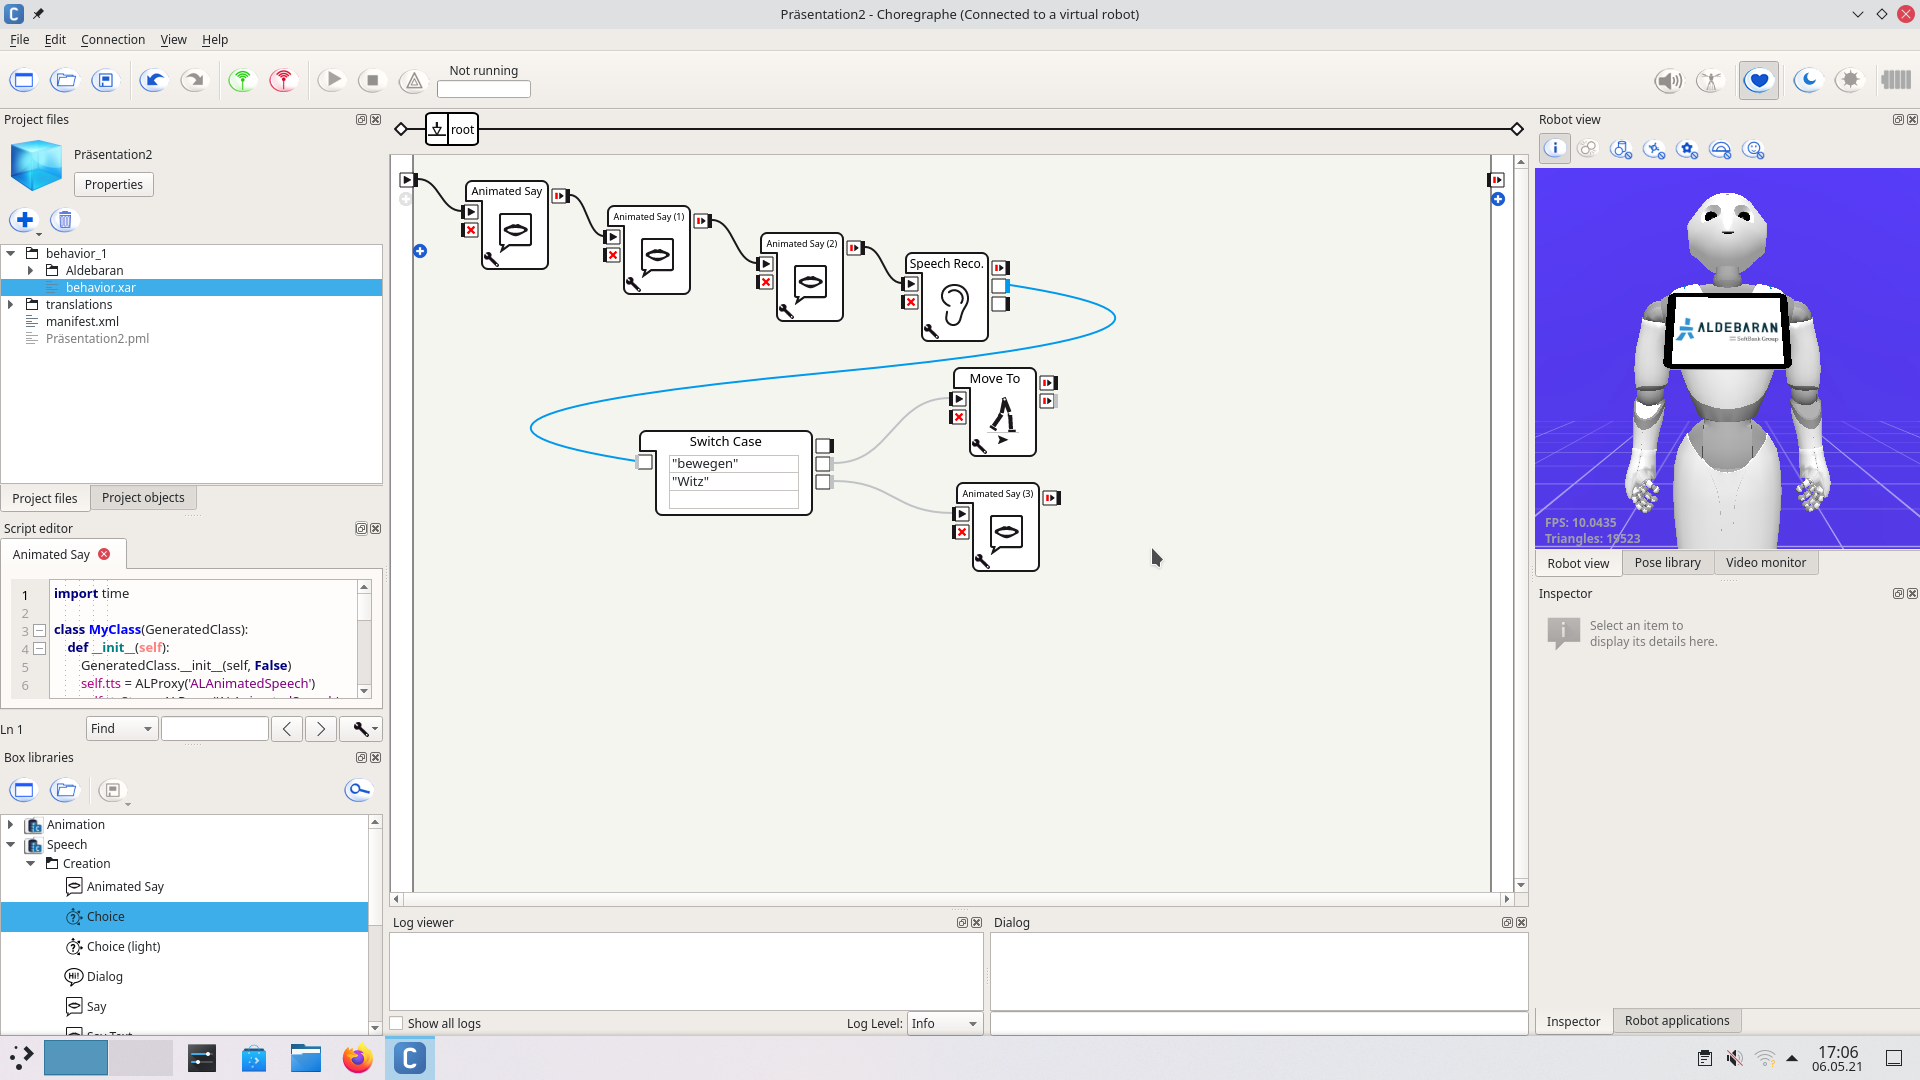 Präsentation2 - Choregraphe (Connected to a virtual robot)
File Edit Connection View Help
Not running
Project files
Präsentation2
Properties
behavior_1
Aldebaran
behavior.xar
translations
manifest.xml
Präsentation2.pml
Project files Project objects
Script editor
Animated Say
1 import time
2
3 class MyClass(GeneratedClass):
4 def __init__(self):
5 GeneratedClass.__init__(self, False)
6 self.tts = ALProxy('ALAnimatedSpeech')
Ln 1 Find
Box libraries
Animation
Speech
Creation
Animated Say
Choice
Choice (light)
Dialog
Hi!
Say
root
Animated Say
Animated Say (1)
Animated Say (2)
Speech Reco.
Move To
Switch Case
"bewegen"
"Witz"
Animated Say (3)
Log viewer
Show all logs
Log Level: Info
Dialog
Robot view
ALDEBARAN
SoftBank Group
FPS: 10.0435
Triangles: 19523
Robot view Pose library Video monitor
Inspector
Select an item to
display its details here.
Inspector Robot applications
17:06
06.05.21